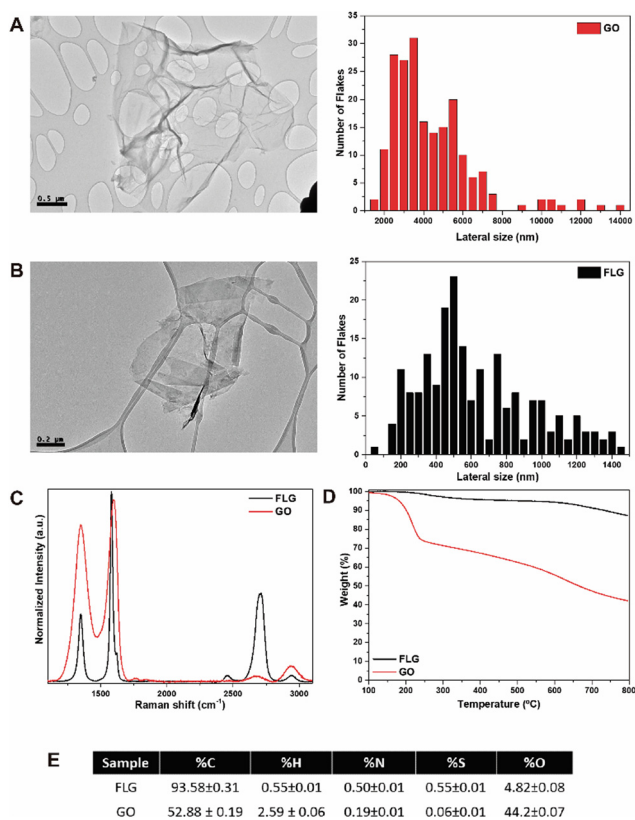 A
0.5 µm
Number of Flakes
35
30
25
20
15
10
5
0
GO
2000 4000 6000 8000 10000 12000 14000
Lateral size (nm)
B
0.2 µm
Number of Flakes
25
20
15
10
5
0
FLG
200 400 600 800 1000 1200 1400
Lateral size (nm)
C
Normalized Intensity (a.u.)
FLG
GO
1500 2000 2500 3000
Raman shift (cm-1)
D
Weight (%)
100
90
80
70
60
50
40
30
20
10
0
FLG
GO
100 200 300 400 500 600 700 800
Temperature (ºC)
E
Sample %C %H %N %S %O
FLG 93.58±0.31 0.55±0.01 0.50±0.01 0.55±0.01 4.82±0.08
GO 52.88 ± 0.19 2.59 ± 0.06 0.19±0.01 0.06±0.01 44.2±0.07